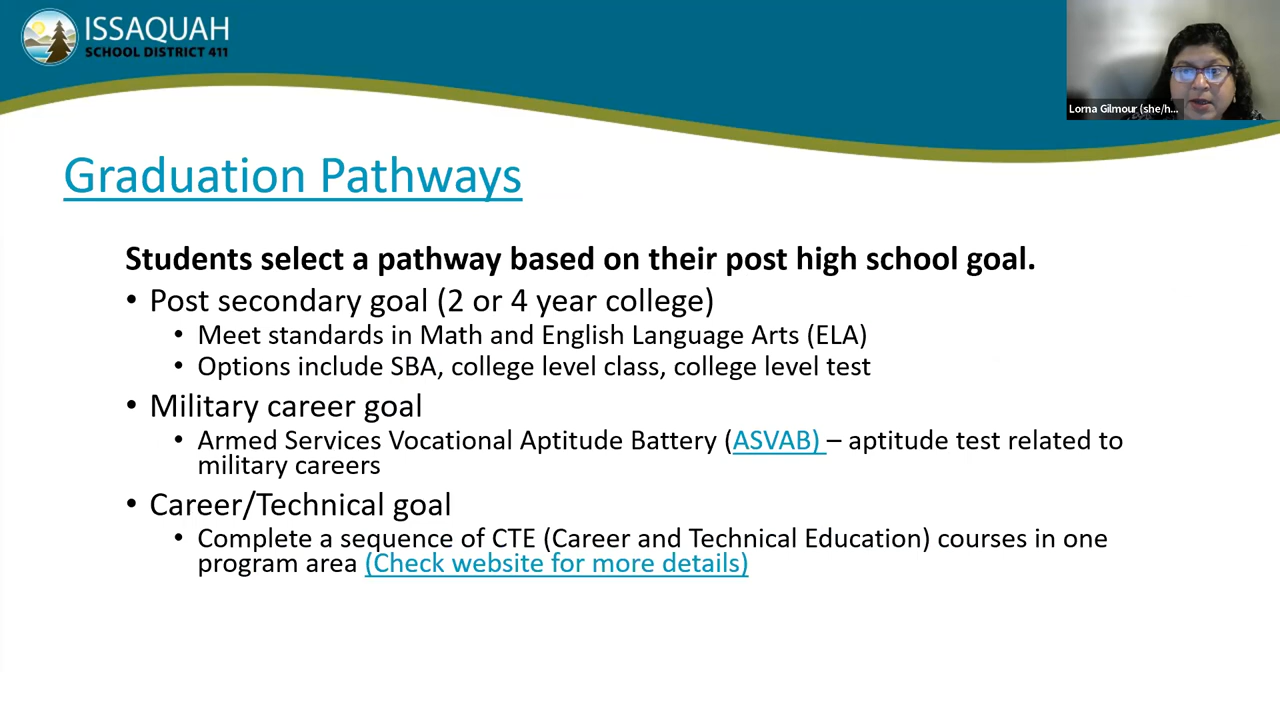 ISSAQUAH
SCHOOL DISTRICT 411
Lorna Gilmour (she/h...
Graduation Pathways
Students select a pathway based on their post high school goal.
• Post secondary goal (2 or 4 year college)
• Meet standards in Math and English Language Arts (ELA)
• Options include SBA, college level class, college level test
• Military career goal
• Armed Services Vocational Aptitude Battery (ASVAB) – aptitude test related to
military careers
• Career/Technical goal
• Complete a sequence of CTE (Career and Technical Education) courses in one
program area (Check website for more details)